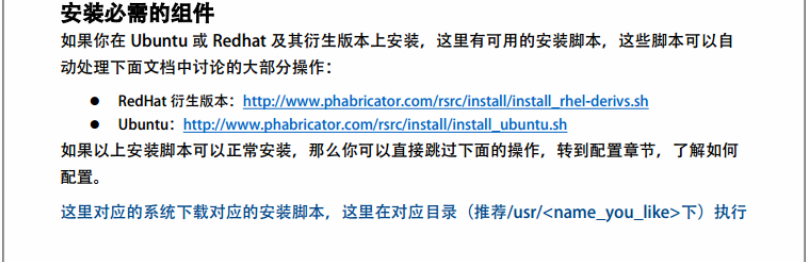 安装必需的组件
如果你在 Ubuntu 或 Redhat 及其衍生版本上安装，这里有可用的安装脚本，这些脚本可以自
动处理下面文档中讨论的大部分操作：
● RedHat 衍生版本：http://www.phabricator.com/rsrc/install/install_rhel-derivs.sh
● Ubuntu：http://www.phabricator.com/rsrc/install/install_ubuntu.sh
如果以上安装脚本可以正常安装，那么你可以直接跳过下面的操作，转到配置章节，了解如何
配置。
这里对应的系统下载对应的安装脚本，这里在对应目录（推荐/usr/<name_you_like>下）执行